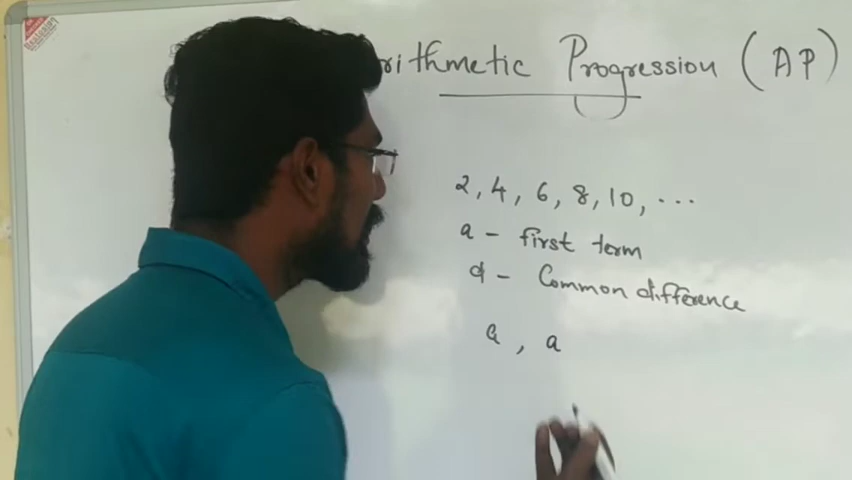 rithmetic Progression (AP)
2, 4, 6, 8, 10, ...
a - first term
d - Common difference
a, a